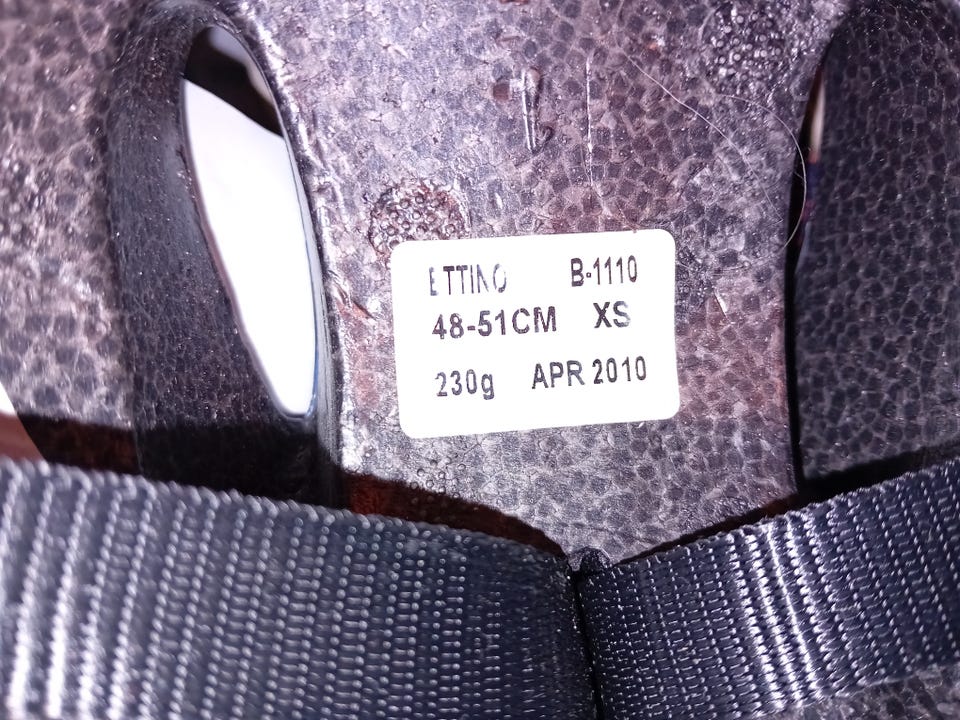 ETTINO B-1110
48-51CM XS
230g APR 2010